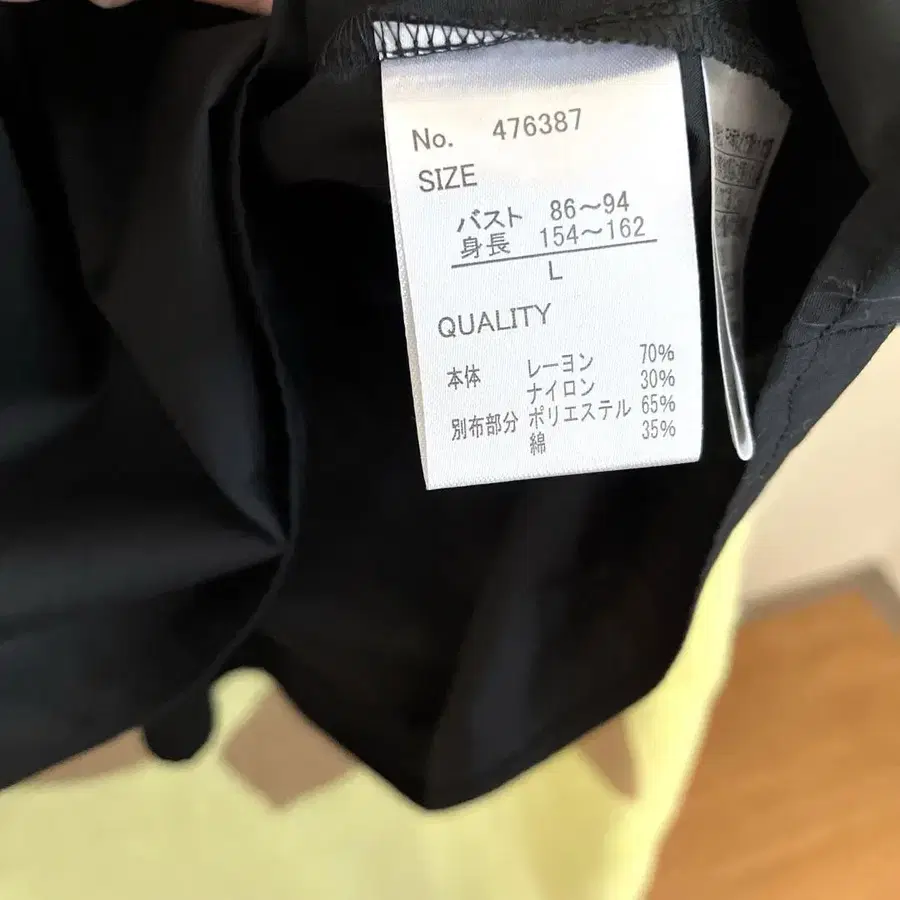 No. 476387
SIZE
バスト 86～94
身長 154～162
L
QUALITY
本体 レーヨン 70%
ナイロン 30%
別布部分 ポリエステル 65%
綿 35%